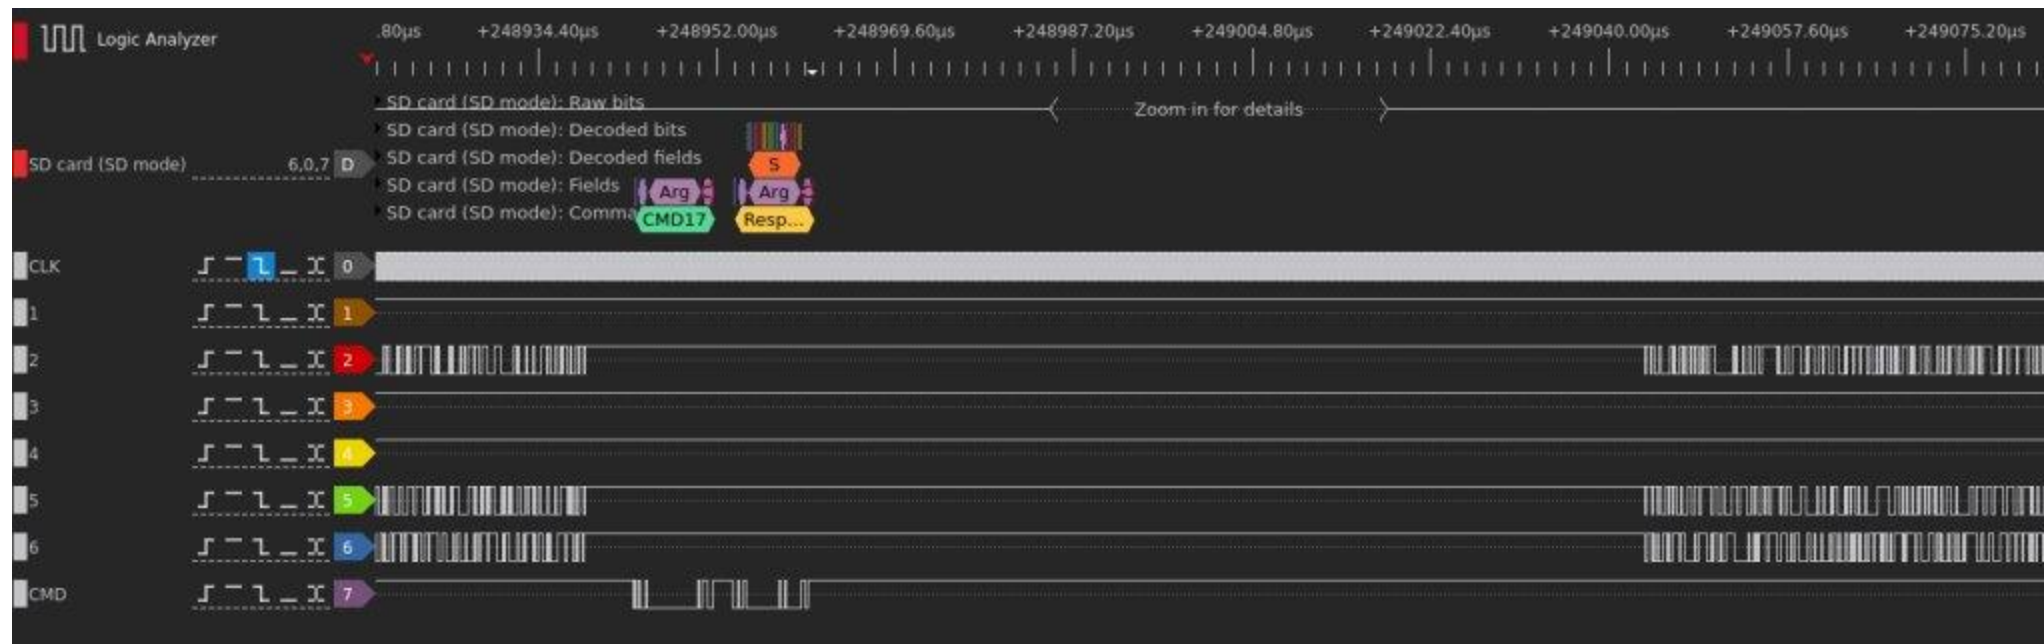 Logic Analyzer
.80µs +248934.40µs +248952.00µs +248969.60µs +248987.20µs +249004.80µs +249022.40µs +249040.00µs +249057.60µs +249075.20µs
SD card (SD mode): Raw bits
Zoom in for details
SD card (SD mode): Decoded bits
SD card (SD mode) 6,0,7 D
SD card (SD mode): Decoded fields S
SD card (SD mode): Fields Arg Arg
SD card (SD mode): Comma CMD17 Resp...
CLK 0
1 1
2 2
3 3
4 4
5 5
6 6
CMD 7